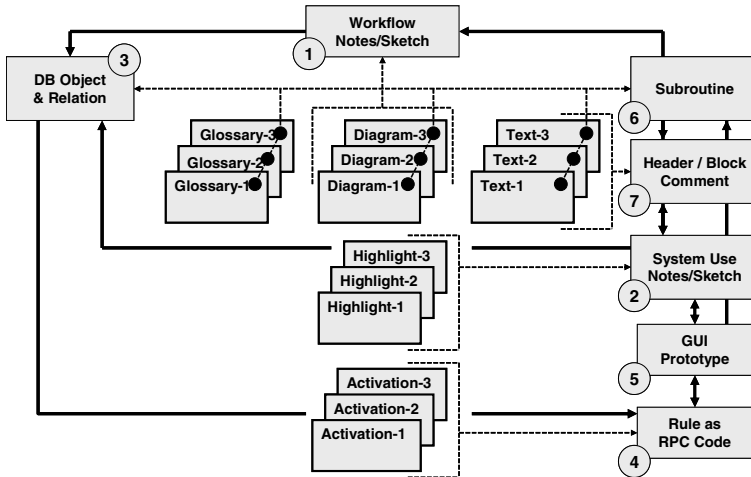 Workflow
Notes/Sketch
1
DB Object
& Relation
3
Subroutine
6
Glossary-3
Glossary-2
Glossary-1
Diagram-3
Diagram-2
Diagram-1
Text-3
Text-2
Text-1
Header / Block
Comment
7
Highlight-3
Highlight-2
Highlight-1
System Use
Notes/Sketch
2
GUI
Prototype
5
Activation-3
Activation-2
Activation-1
Rule as
RPC Code
4